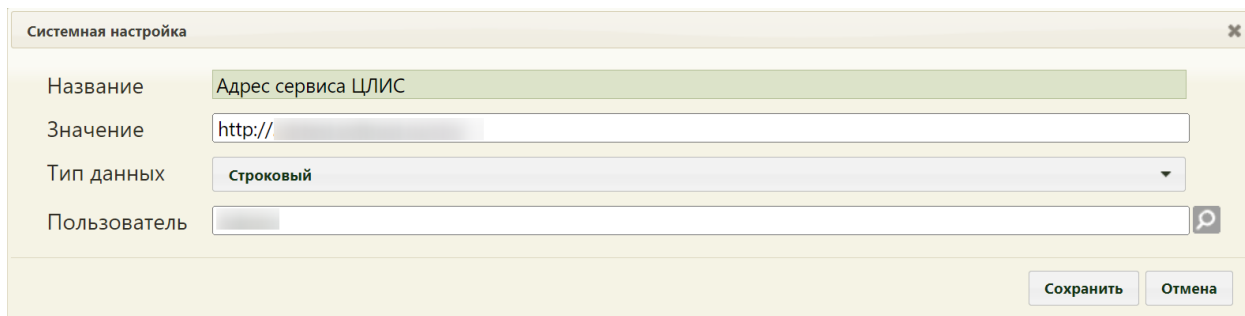 Системная настройка
Название Адрес сервиса ЦЛИС
Значение http://
Тип данных Строковый
Пользователь
Сохранить Отмена